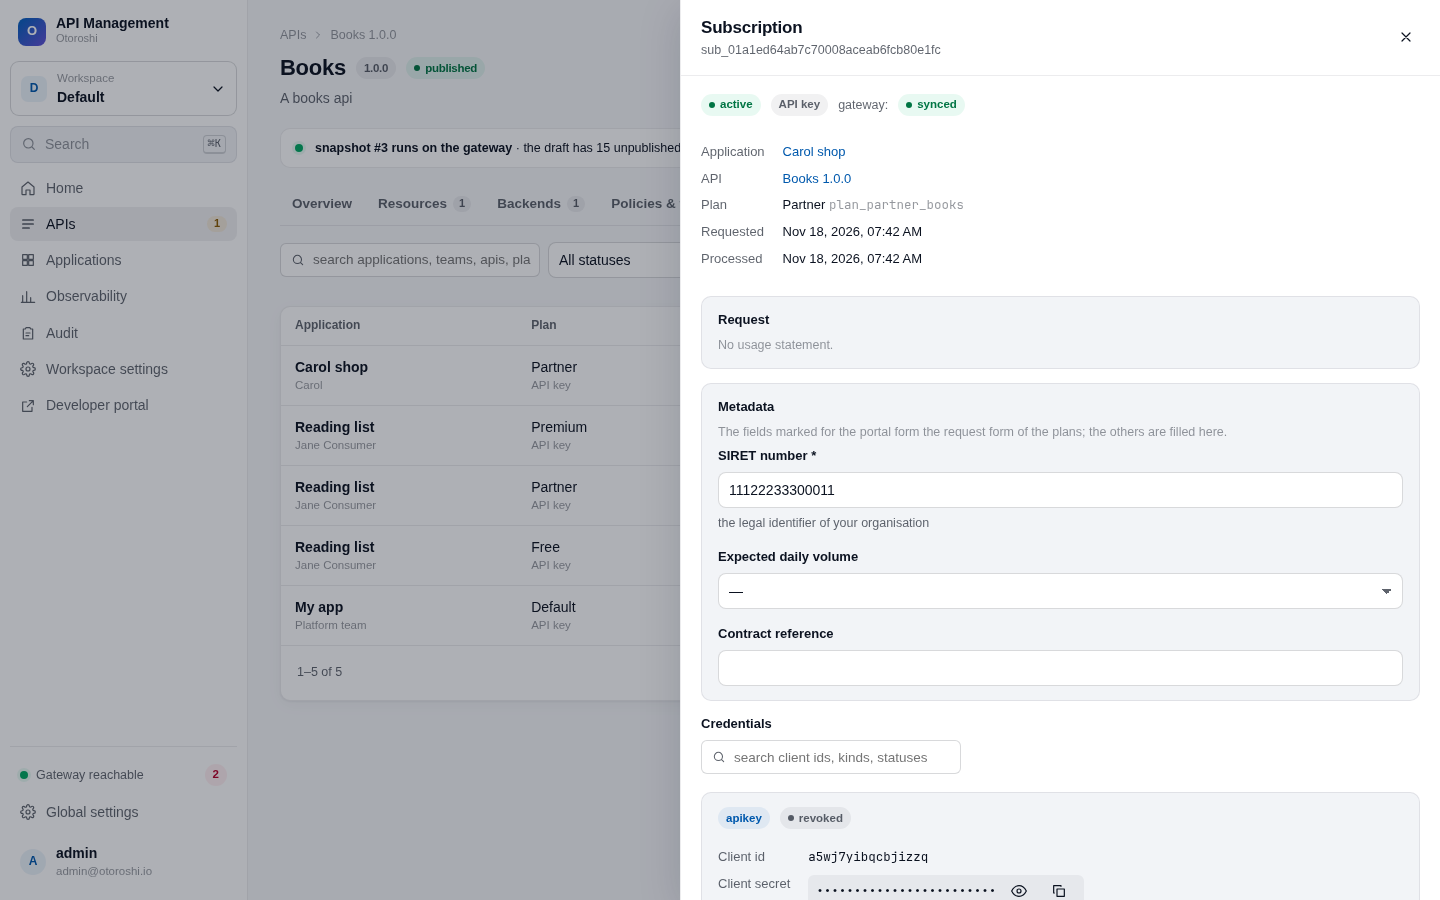 API Management
Otoroshi
Workspace
D
Default
Search
⌘K
Home
APIs
1
Applications
Observability
Audit
Workspace settings
Developer portal
Gateway reachable
2
Global settings
A
admin
admin@otoroshi.io
APIs
Books 1.0.0
Books
1.0.0
published
A books api
snapshot #3 runs on the gateway · the draft has 15 unpublished
Overview
Resources 1
Backends 1
Policies &
search applications, teams, apis, pla
All statuses
Application
Plan
Carol shop
Partner
Carol
API key
Reading list
Premium
Jane Consumer
API key
Reading list
Partner
Jane Consumer
API key
Reading list
Free
Jane Consumer
API key
My app
Default
Platform team
API key
1–5 of 5
Subscription
sub_01a1ed64ab7c70008aceab6fcb80e1fc
active
API key
gateway:
synced
Application
Carol shop
API
Books 1.0.0
Plan
Partner plan_partner_books
Requested
Nov 18, 2026, 07:42 AM
Processed
Nov 18, 2026, 07:42 AM
Request
No usage statement.
Metadata
The fields marked for the portal form the request form of the plans; the others are filled here.
SIRET number *
11122233300011
the legal identifier of your organisation
Expected daily volume
—
Contract reference
Credentials
search client ids, kinds, statuses
apikey
revoked
Client id
a5wj7yibqcbjizzq
Client secret
••••••••••••••••••••••••